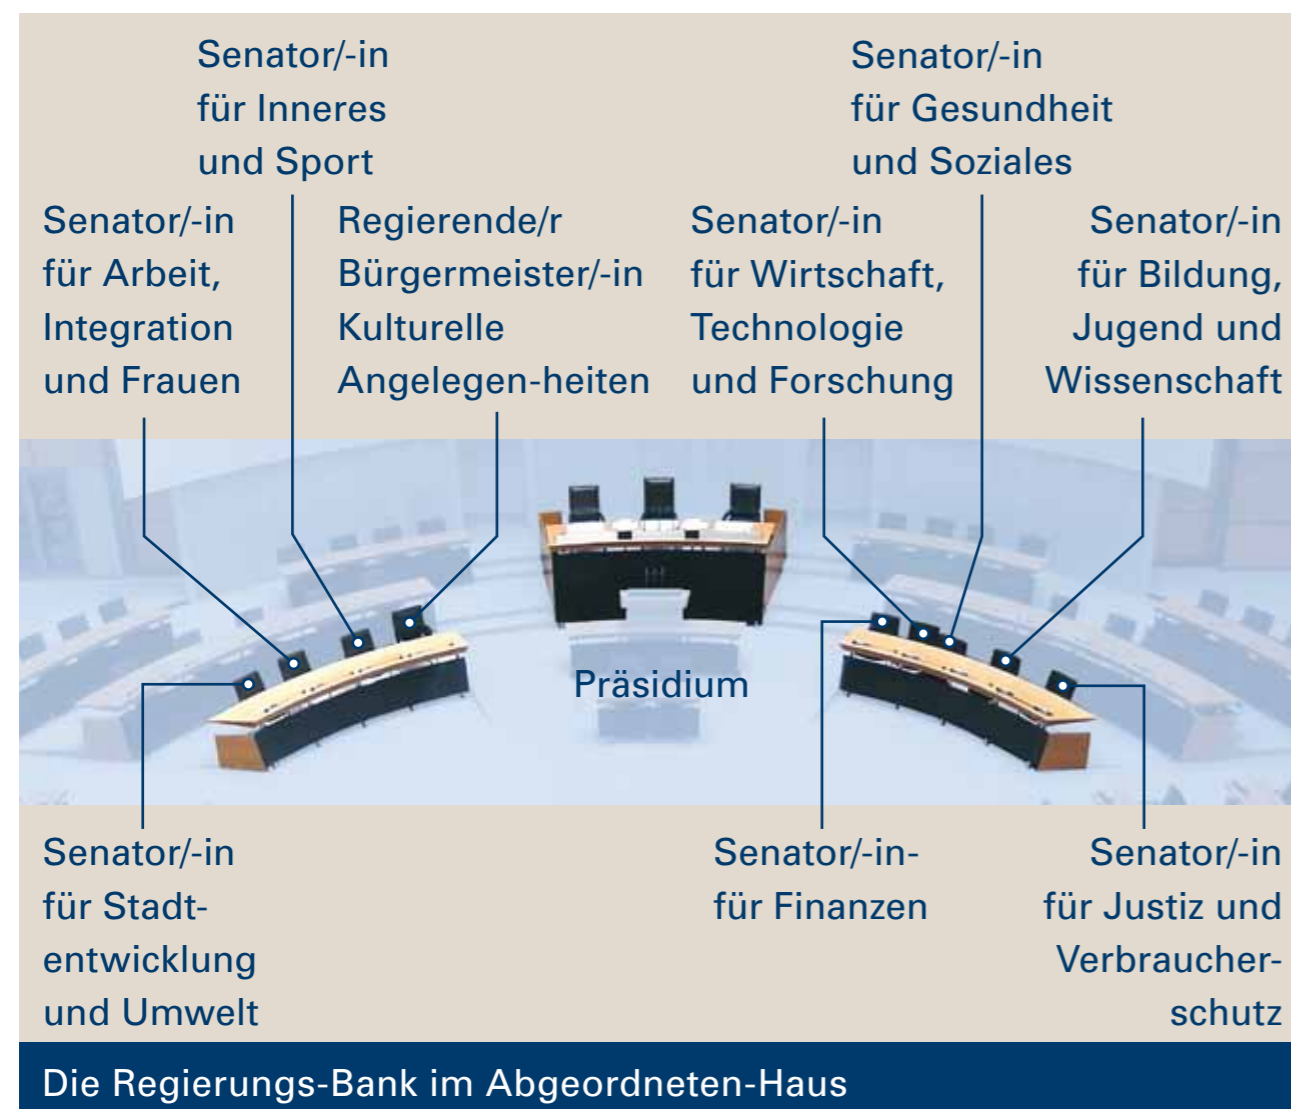 Senator/-in
für Inneres
und Sport
Senator/-in
für Gesundheit
und Soziales
Senator/-in
für Arbeit,
Integration
und Frauen
Regierende/r
Bürgermeister/-in
Kulturelle
Angelegen-heiten
Senator/-in
für Wirtschaft,
Technologie
und Forschung
Senator/-in
für Bildung,
Jugend und
Wissenschaft
Präsidium
Senator/-in
für Stadt-
entwicklung
und Umwelt
Senator/-in-
für Finanzen
Senator/-in
für Justiz und
Verbraucher-
schutz
Die Regierungs-Bank im Abgeordneten-Haus